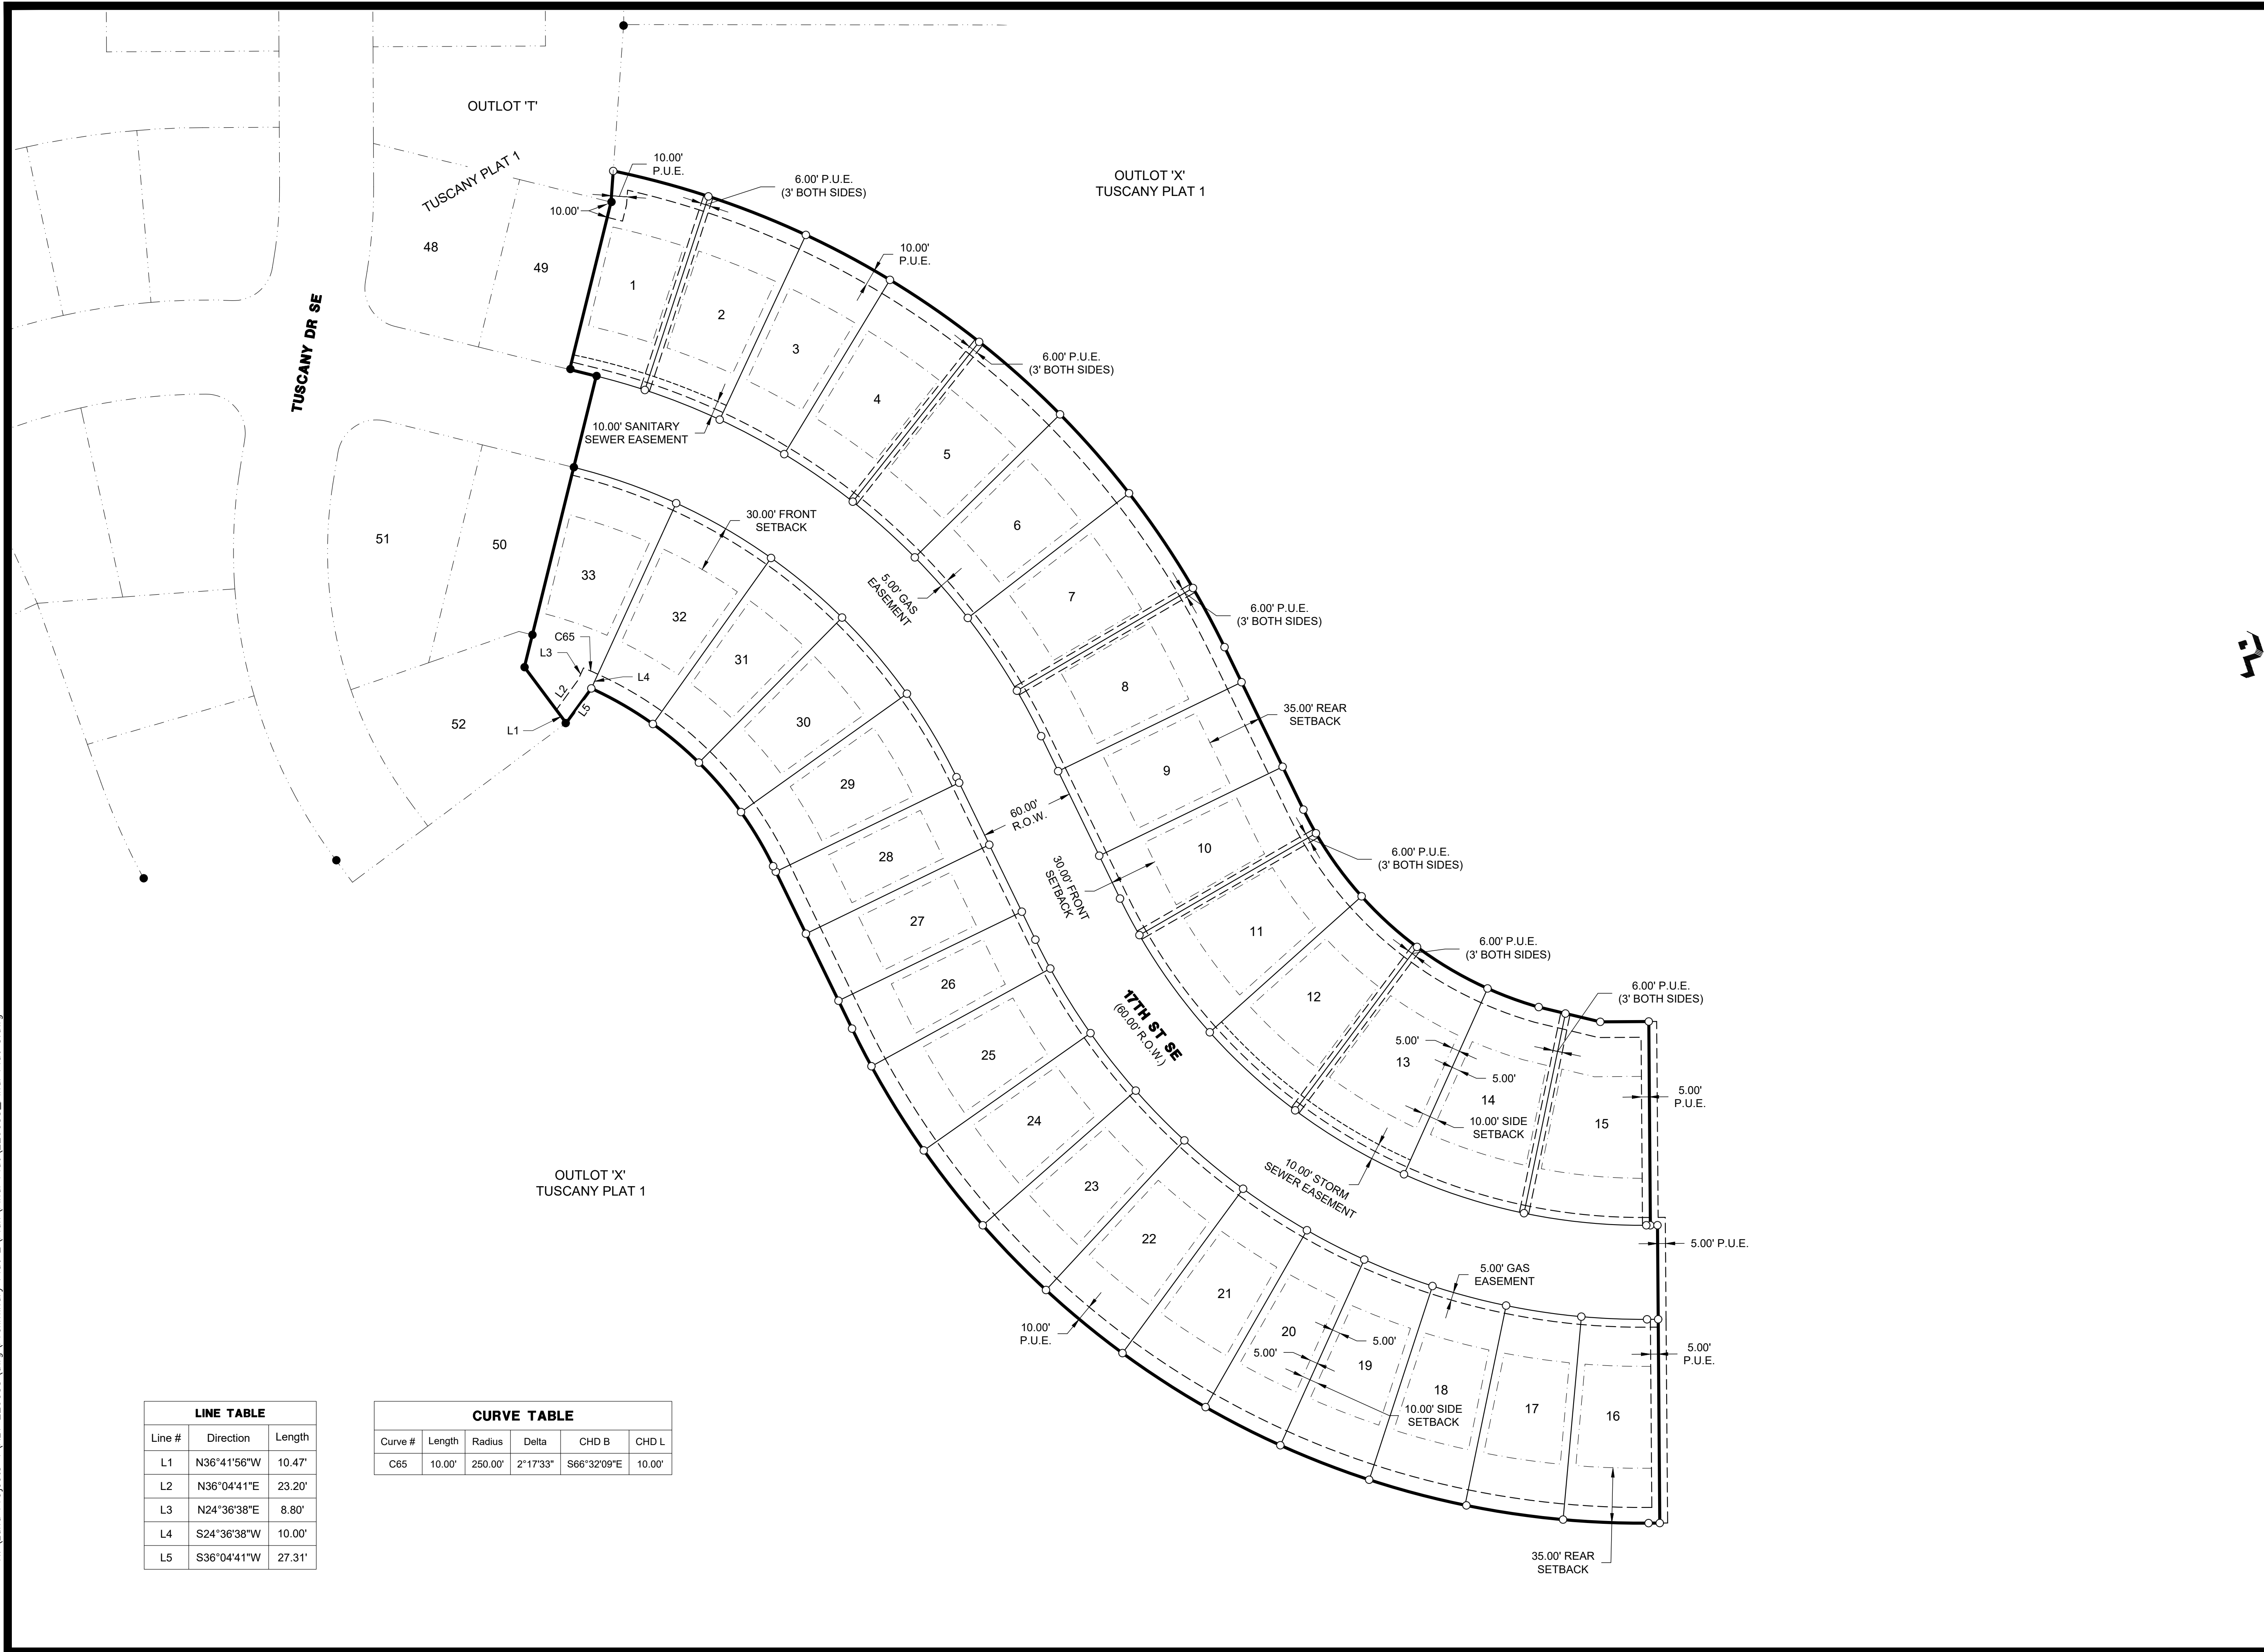 OUTLOT 'T'
TUSCANY PLAT 1
48
49
TUSCANY DR SE
10.00'
P.U.E.
10.00'
6.00' P.U.E.
(3' BOTH SIDES)
OUTLOT 'X'
TUSCANY PLAT 1
10.00'
P.U.E.
1
2
3
4
5
6
7
8
9
10
11
12
13
14
15
6.00' P.U.E.
(3' BOTH SIDES)
10.00' SANITARY
SEWER EASEMENT
30.00' FRONT
SETBACK
5.00' GAS
EASEMENT
6.00' P.U.E.
(3' BOTH SIDES)
35.00' REAR
SETBACK
51
50
52
33
32
31
30
29
28
27
26
25
24
23
22
21
20
19
18
17
16
C65
L3
L2
L4
L5
L1
60.00'
R.O.W.
30.00' FRONT
SETBACK
6.00' P.U.E.
(3' BOTH SIDES)
6.00' P.U.E.
(3' BOTH SIDES)
6.00' P.U.E.
(3' BOTH SIDES)
17TH ST SE
(60.00' R.O.W.)
5.00'
5.00'
10.00' SIDE
SETBACK
5.00'
P.U.E.
10.00' STORM
SEWER EASEMENT
5.00' P.U.E.
5.00' GAS
EASEMENT
OUTLOT 'X'
TUSCANY PLAT 1
10.00'
P.U.E.
5.00'
5.00'
10.00' SIDE
SETBACK
5.00'
P.U.E.
35.00' REAR
SETBACK
LINE TABLE
Line # Direction Length
L1 N36°41'56"W 10.47'
L2 N36°04'41"E 23.20'
L3 N24°36'38"E 8.80'
L4 S24°36'38"W 10.00'
L5 S36°04'41"W 27.31'
CURVE TABLE
Curve # Length Radius Delta CHD B CHD L
C65 10.00' 250.00' 2°17'33" S66°32'09"E 10.00'